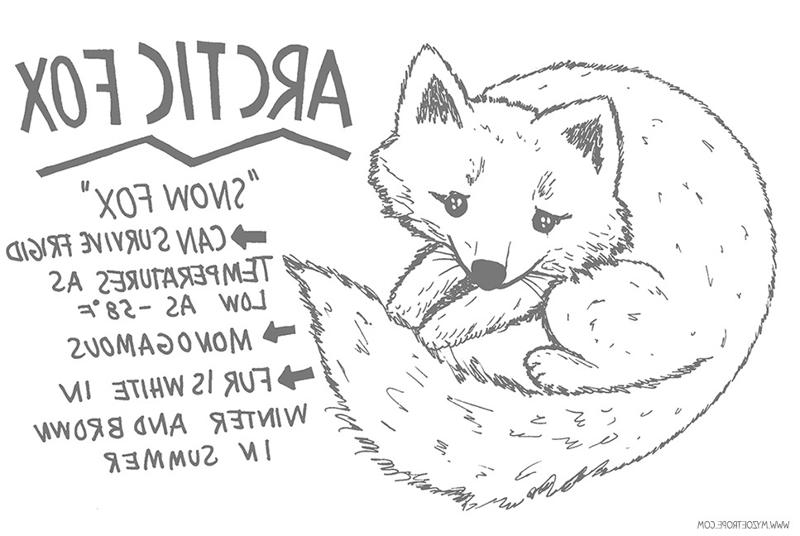 ARCTIC FOX
"SNOW FOX"
CAN SURVIVE FRIGID
TEMPERATURES AS
LOW AS -58°F
MONOGAMOUS
FUR IS WHITE IN
WINTER AND BROWN
IN SUMMER
WWW.MYZOETROPE.COM